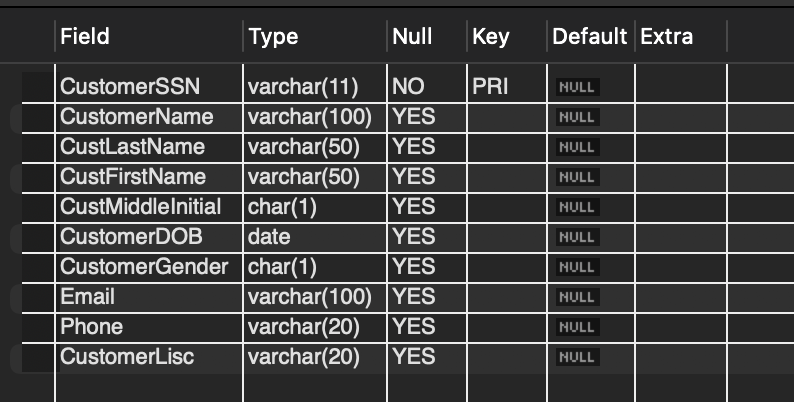 Field Type Null Key Default Extra
CustomerSSN varchar(11) NO PRI NULL
CustomerName varchar(100) YES NULL
CustLastName varchar(50) YES NULL
CustFirstName varchar(50) YES NULL
CustMiddleInitial char(1) YES NULL
CustomerDOB date YES NULL
CustomerGender char(1) YES NULL
Email varchar(100) YES NULL
Phone varchar(20) YES NULL
CustomerLisc varchar(20) YES NULL